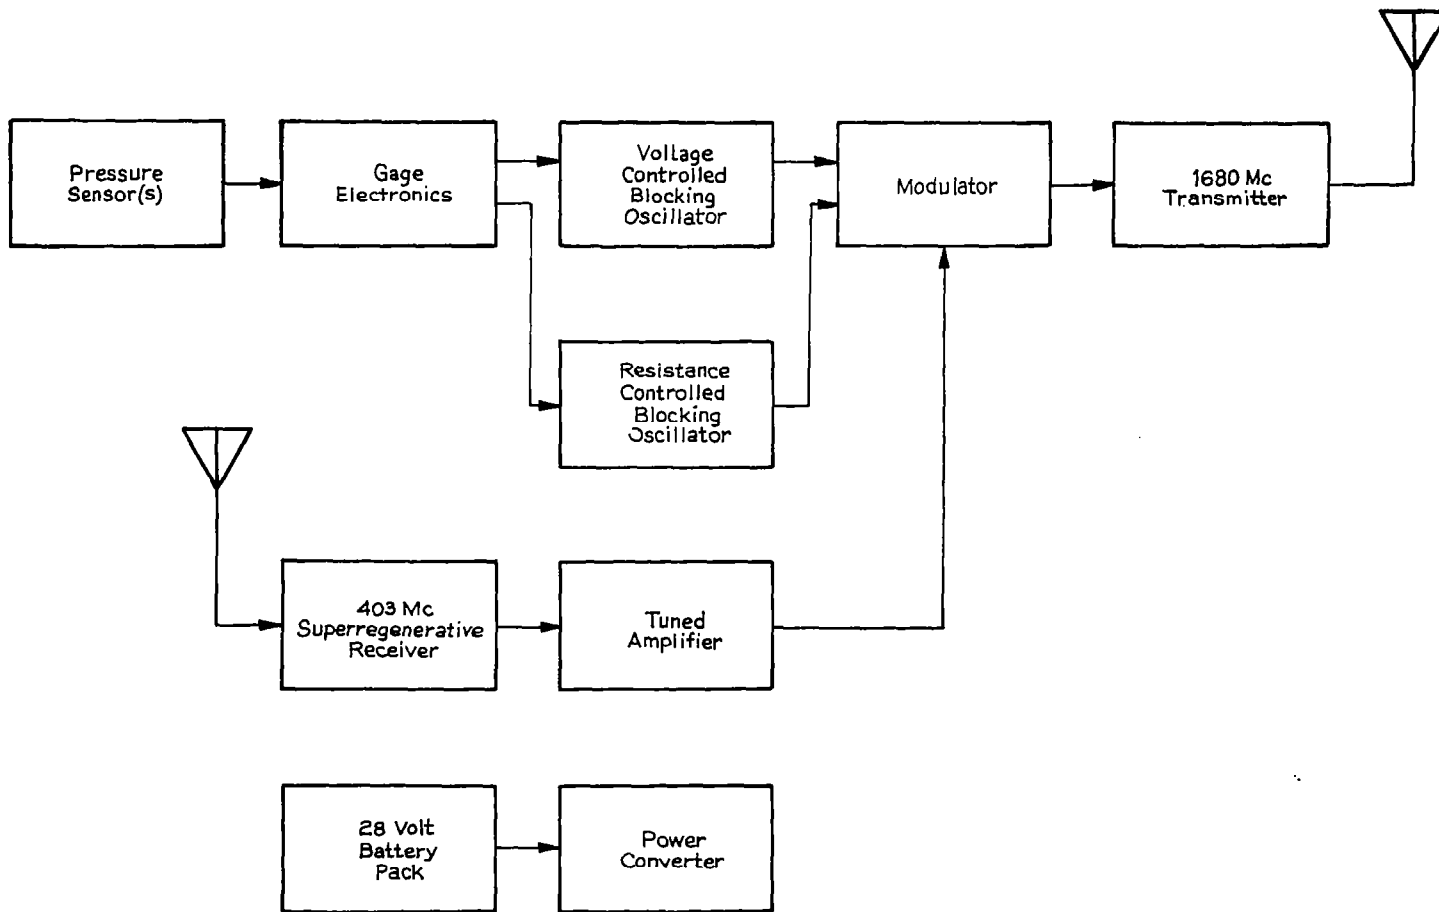 Pressure
Sensor(s)
Gage
Electronics
Voltage
Controlled
Blocking
Oscillator
Modulator
1680 Mc
Transmitter
Resistance
Controlled
Blocking
Oscillator
403 Mc
Superregenerative
Receiver
Tuned
Amplifier
28 Volt
Battery
Pack
Power
Converter